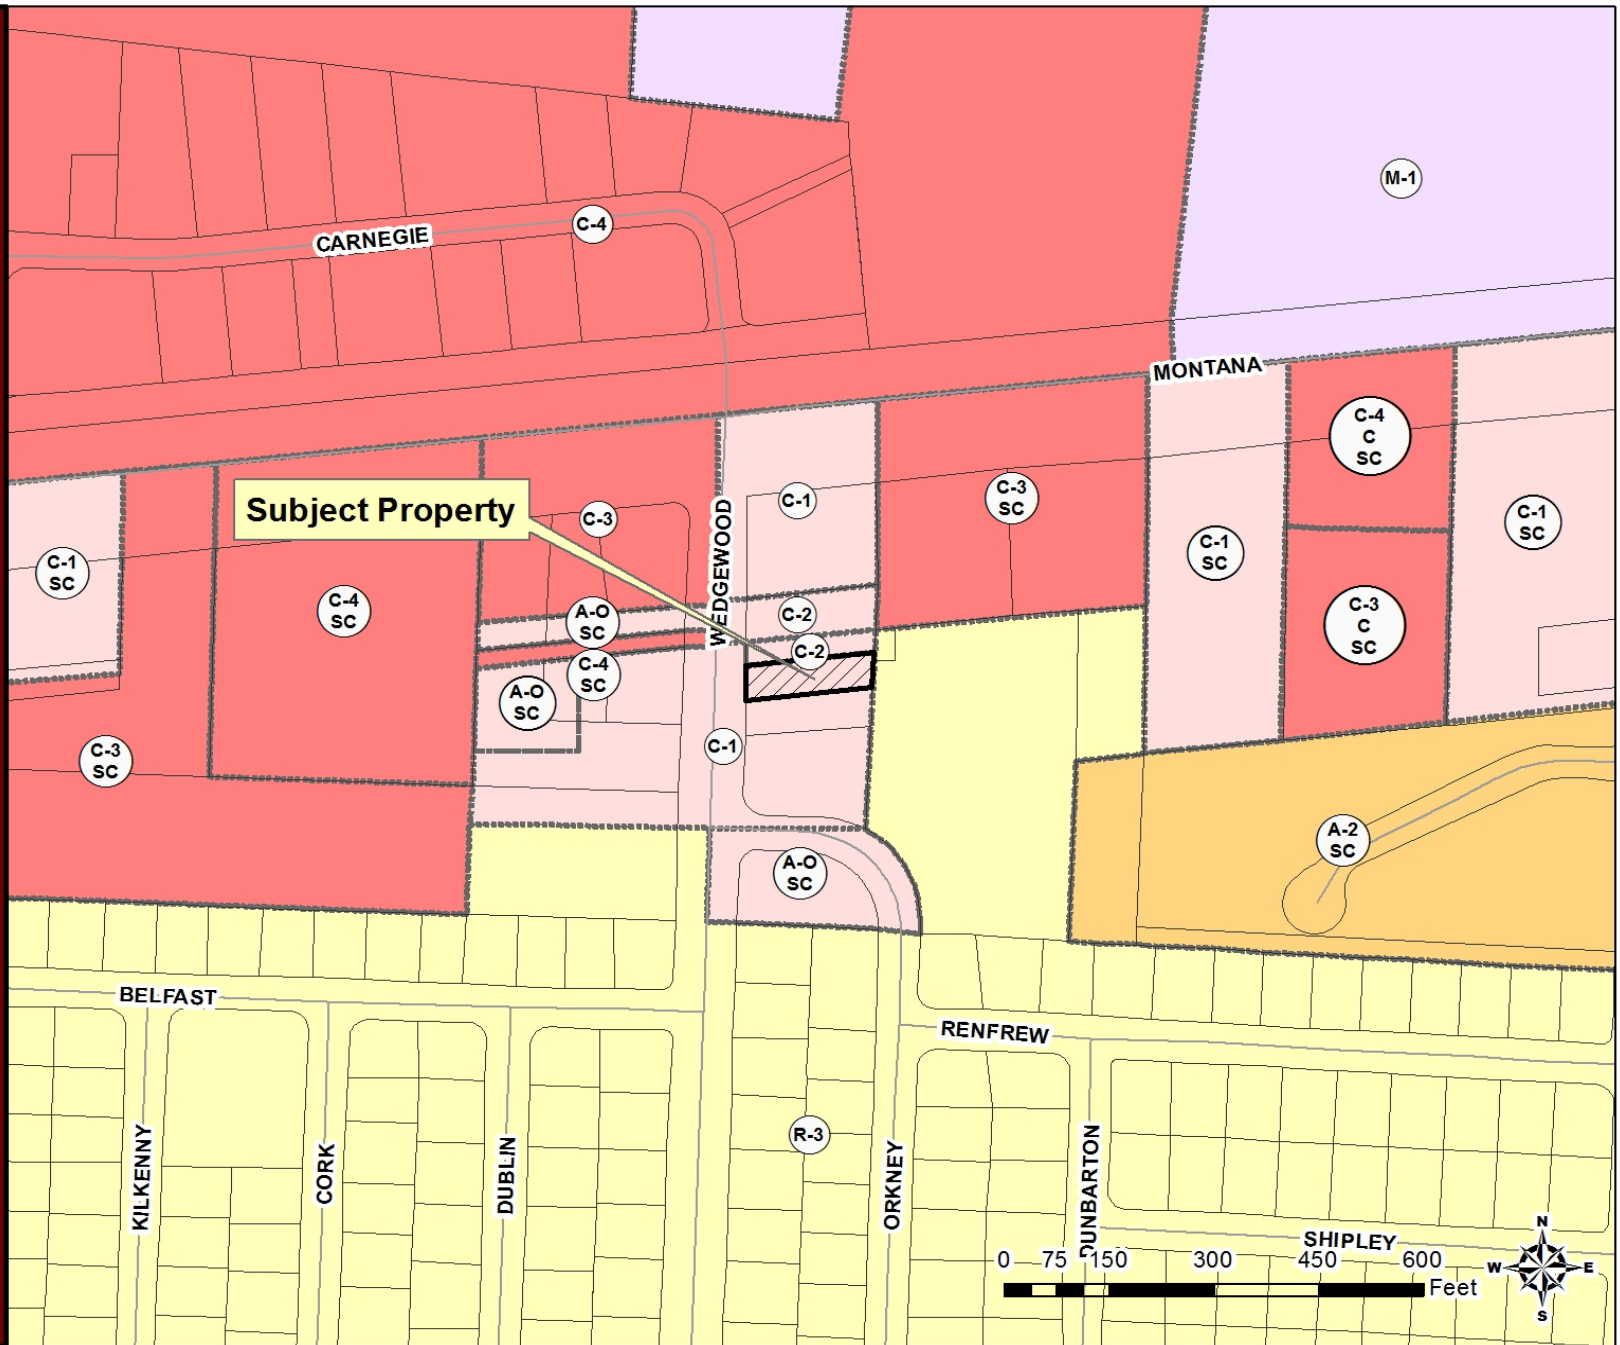 M-1
C-4
CARNEGIE
MONTANA
C-4
C
SC
Subject Property
C-3
WEDGEWOOD
C-1
C-3
SC
C-1
SC
C-1
SC
C-1
SC
C-4
SC
A-O
SC
C-2
C-3
C
SC
C-2
C-4
SC
A-O
SC
C-1
C-3
SC
A-2
SC
A-O
SC
BELFAST
RENFREW
R-3
KILKENNY
CORK
DUBLIN
ORKNEY
DUNBARTON
SHIPLEY
N
W
E
S
0 75 150 300 450 600
Feet